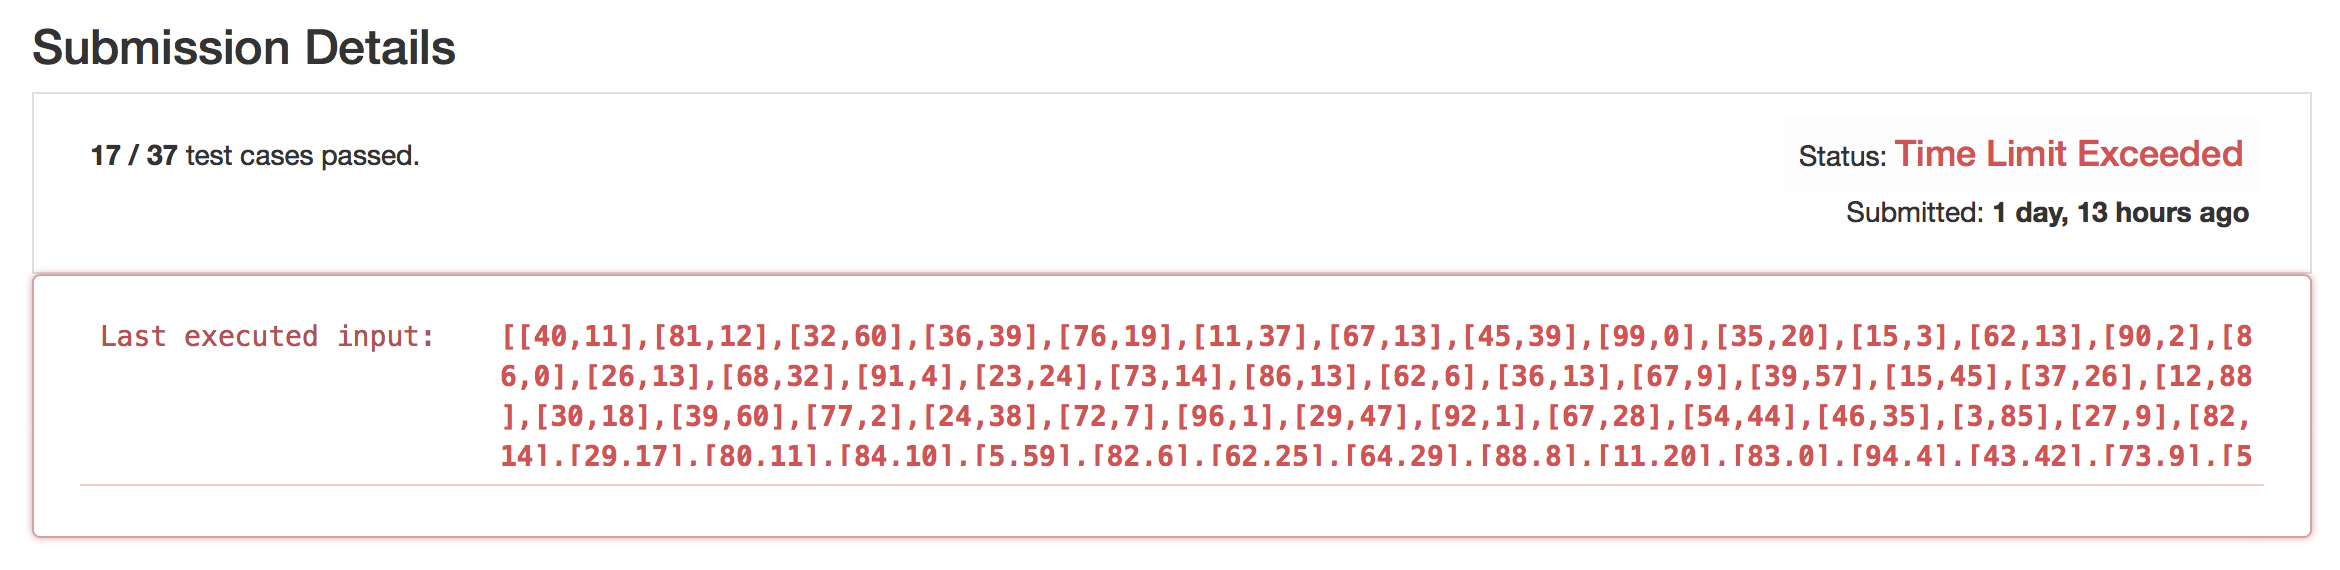 Submission Details
17 / 37 test cases passed.
Status: Time Limit Exceeded
Submitted: 1 day, 13 hours ago
Last executed input: [[40,11],[81,12],[32,60],[36,39],[76,19],[11,37],[67,13],[45,39],[99,0],[35,20],[15,3],[62,13],[90,2],[8
6,0],[26,13],[68,32],[91,4],[23,24],[73,14],[86,13],[62,6],[36,13],[67,9],[39,57],[15,45],[37,26],[12,88
],[30,18],[39,60],[77,2],[24,38],[72,7],[96,1],[29,47],[92,1],[67,28],[54,44],[46,35],[3,85],[27,9],[82,
14],[29,17],[80,11],[84,10],[5,59],[82,6],[62,25],[64,29],[88,8],[11,20],[83,0],[94,4],[43,42],[73,9],[5